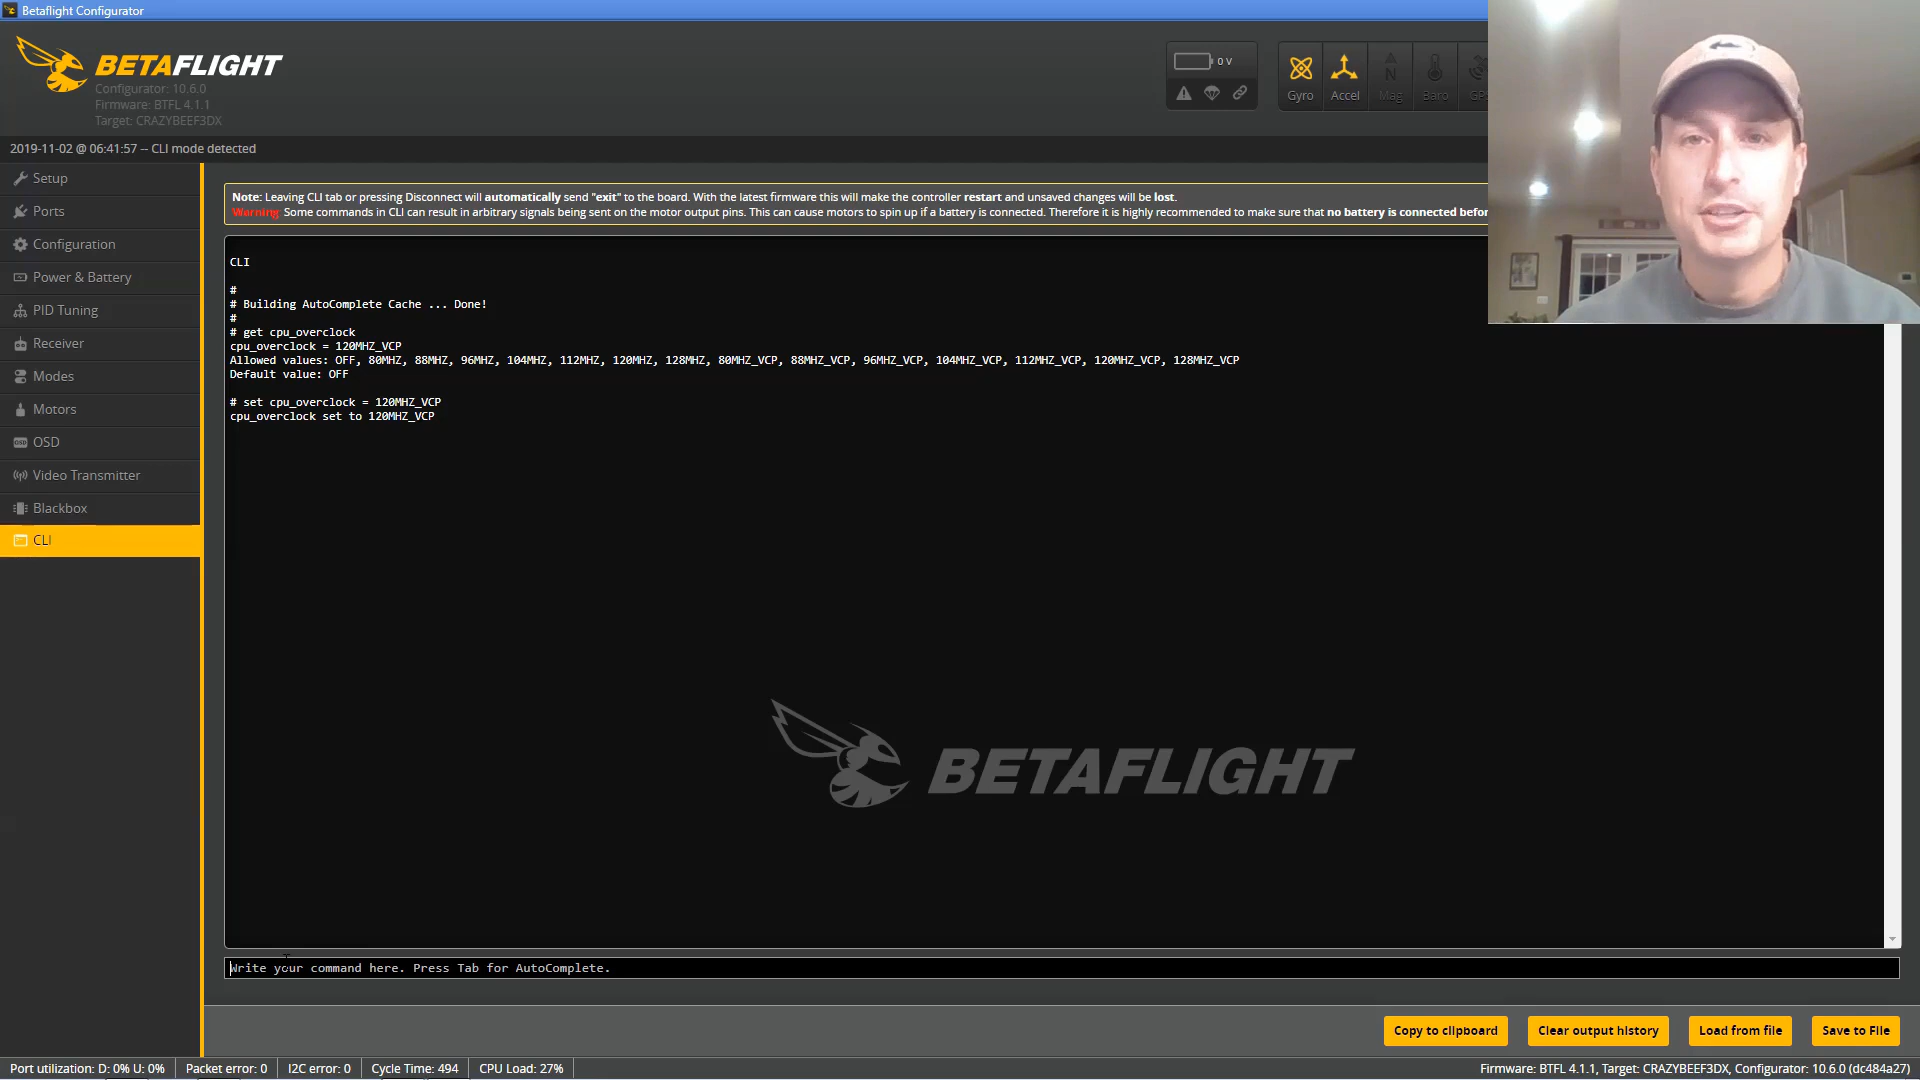 Betaflight Configurator
BETAFLIGHT
Configurator: 10.6.0
Firmware: BTFL 4.1.1
Target: CRAZYBEEF3DX
0 V
Gyro
Accel
Mag
Baro
2019-11-02 @ 06:41:57 -- CLI mode detected
Setup
Ports
Configuration
Power & Battery
PID Tuning
Receiver
Modes
Motors
OSD
Video Transmitter
Blackbox
CLI
Note: Leaving CLI tab or pressing Disconnect will automatically send "exit" to the board. With the latest firmware this will make the controller restart and unsaved changes will be lost.
Warning: Some commands in CLI can result in arbitrary signals being sent on the motor output pins. This can cause motors to spin up if a battery is connected. Therefore it is highly recommended to make sure that no battery is connected
CLI
#
# Building AutoComplete Cache ... Done!
#
# get cpu_overclock
cpu_overclock = 120MHZ_VCP
Allowed values: OFF, 80MHZ, 88MHZ, 96MHZ, 104MHZ, 112MHZ, 120MHZ, 128MHZ, 80MHZ_VCP, 88MHZ_VCP, 96MHZ_VCP, 104MHZ_VCP, 112MHZ_VCP, 120MHZ_VCP, 128MHZ_VCP
Default value: OFF
# set cpu_overclock = 120MHZ_VCP
cpu_overclock set to 120MHZ_VCP
BETAFLIGHT
Write your command here. Press Tab for AutoComplete.
Copy to clipboard
Clear output history
Load from file
Save to File
Port utilization: D: 0% U: 0%
Packet error: 0
I2C error: 0
Cycle Time: 494
CPU Load: 27%
Firmware: BTFL 4.1.1, Target: CRAZYBEEF3DX, Configurator: 10.6.0 (dc484a27)